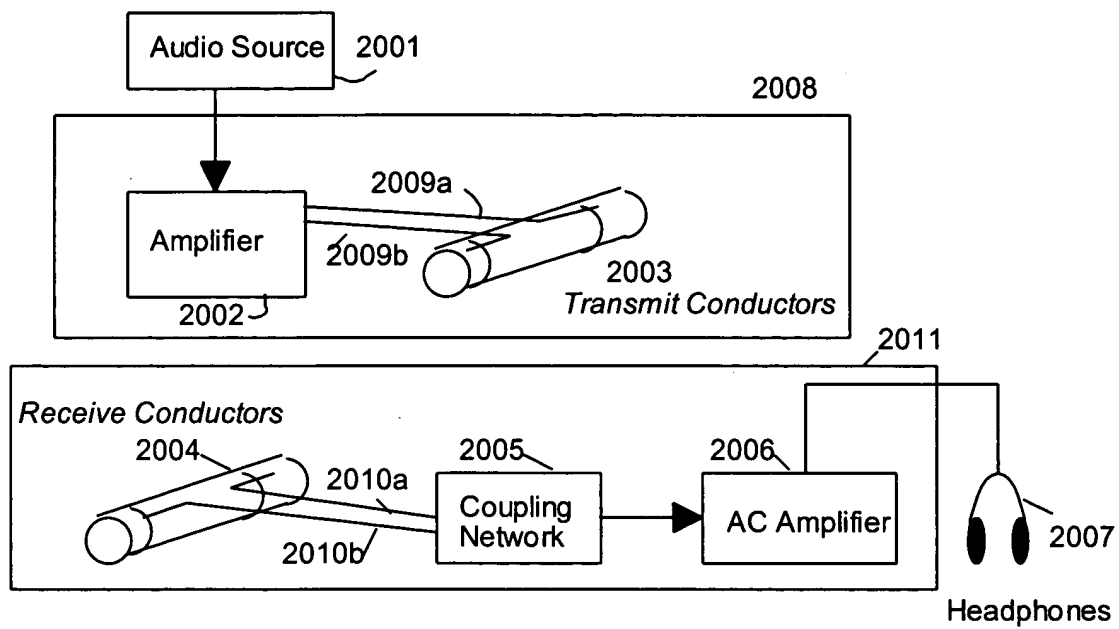 Audio Source
2001
2008
2009a
Amplifier
2009b
2003
2002
Transmit Conductors
2011
Receive Conductors
2004
2005
2006
2010a
Coupling
Network
AC Amplifier
2010b
2007
Headphones